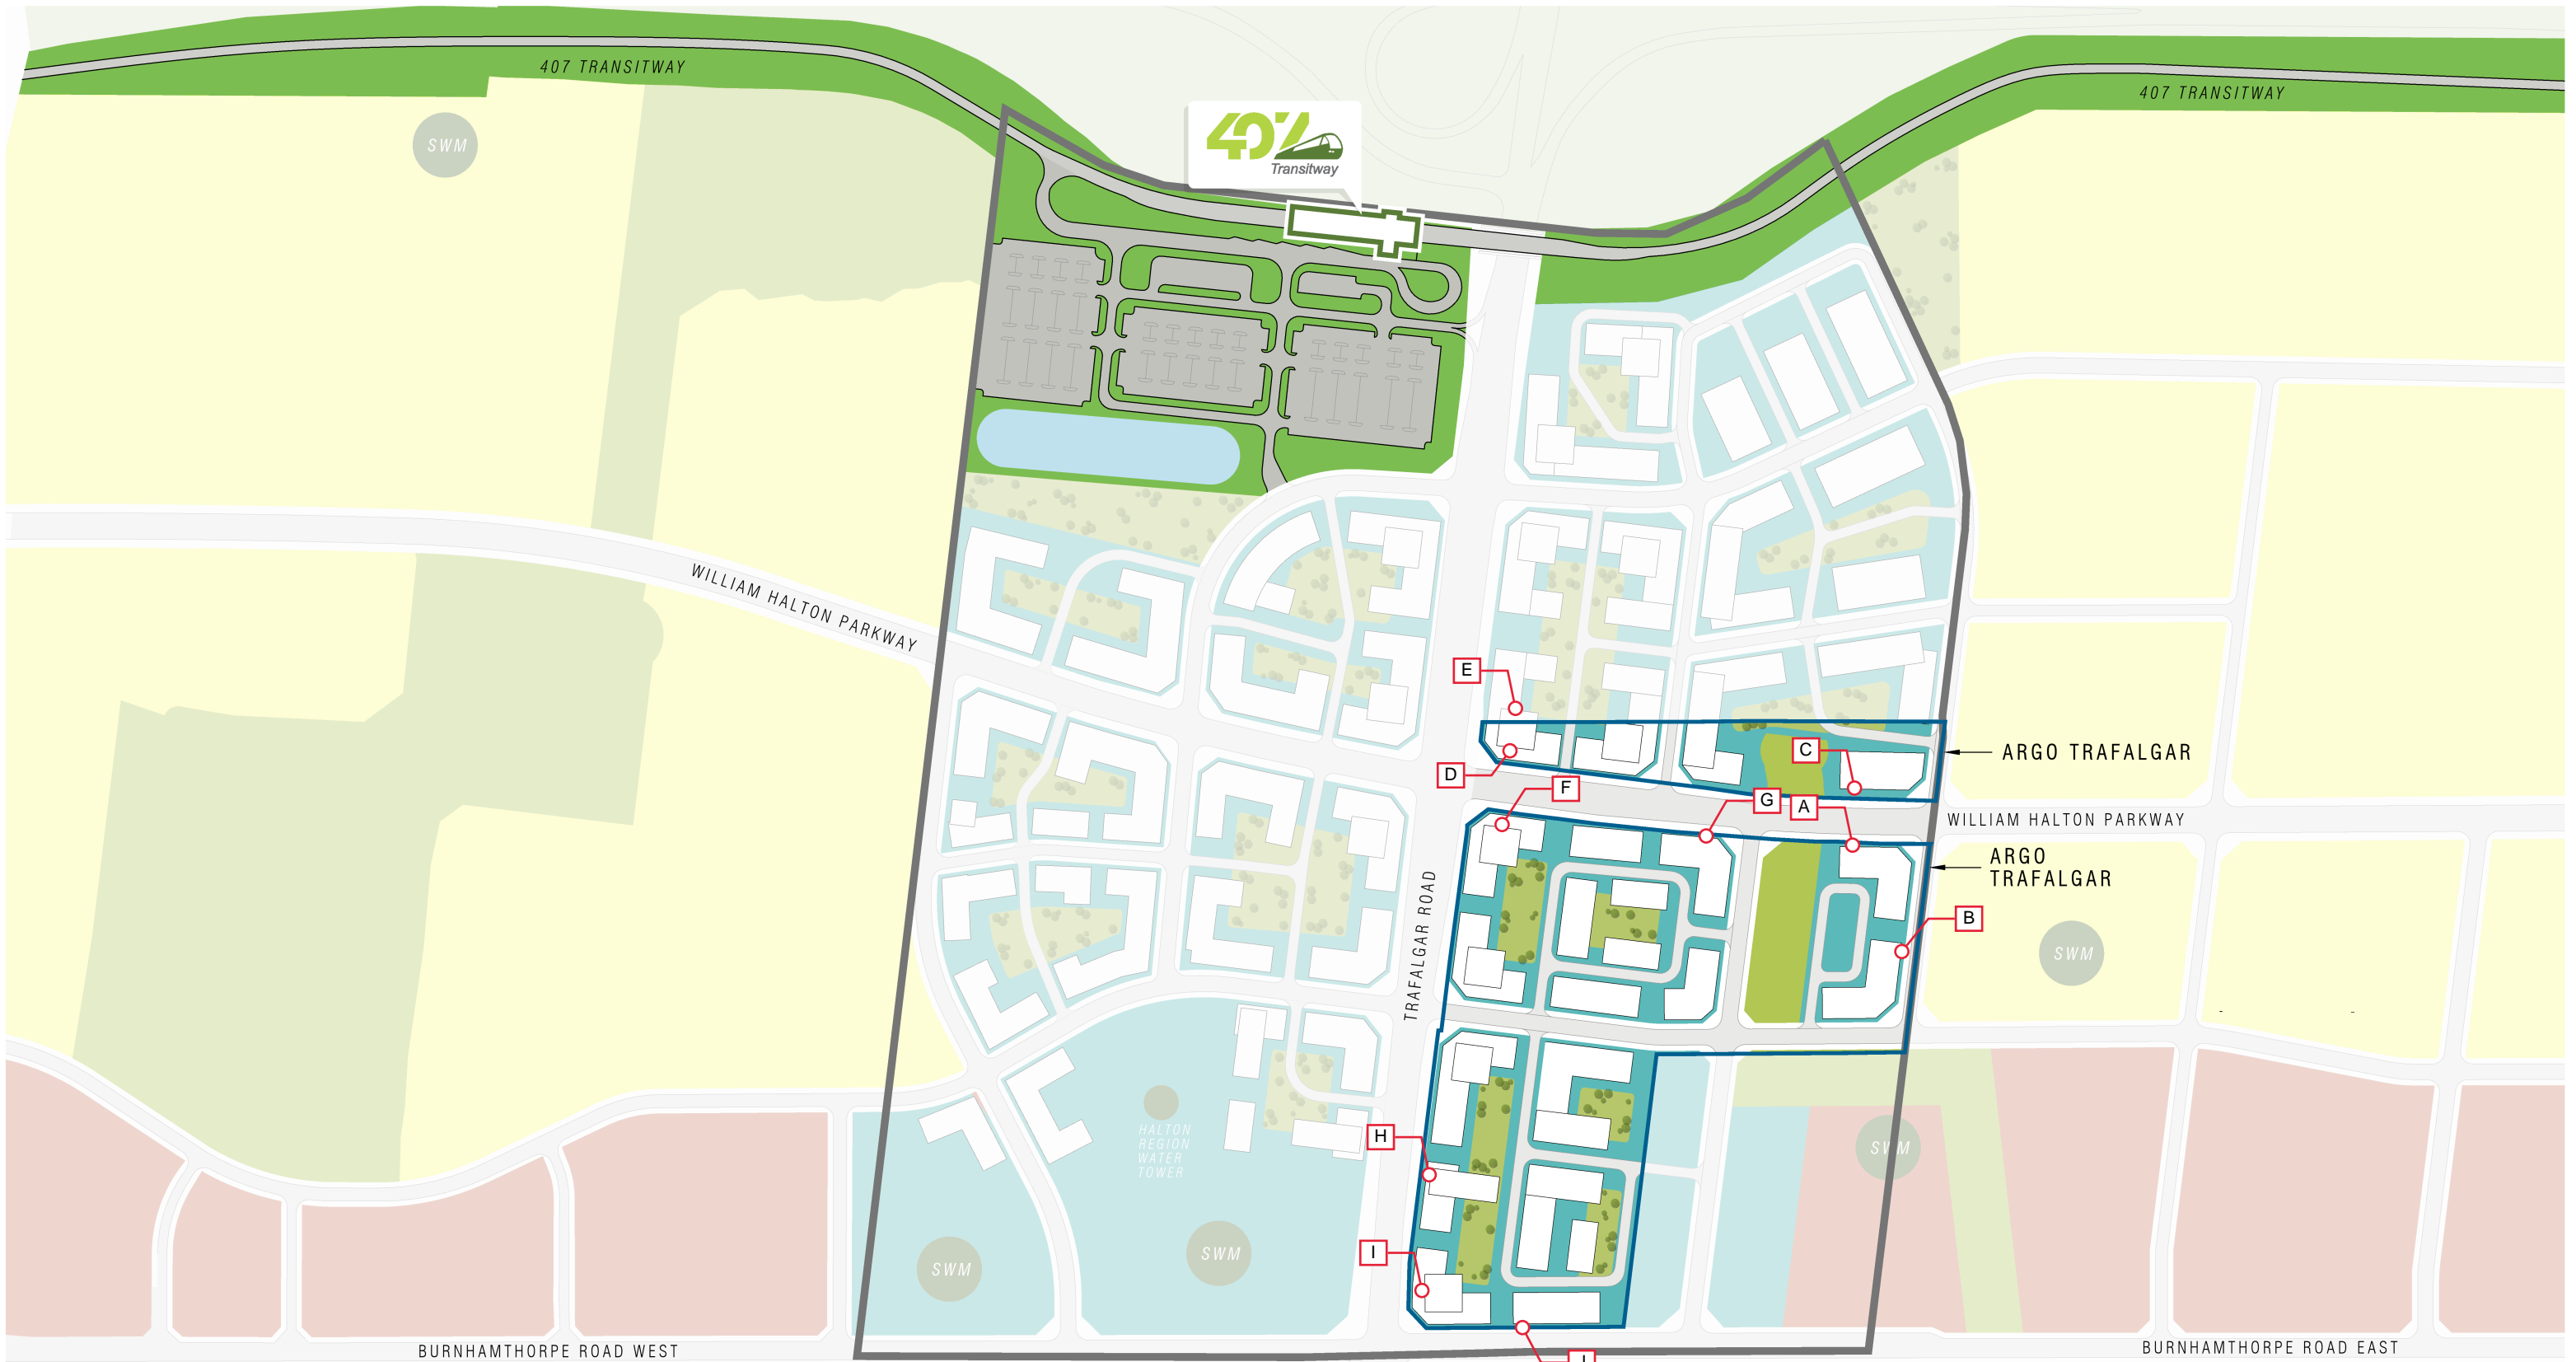 407 TRANSITWAY
407 TRANSITWAY
407
Transitway
SWM
WILLIAM HALTON PARKWAY
E
D
F
C
G
A
ARGO TRAFALGAR
WILLIAM HALTON PARKWAY
ARGO
TRAFALGAR
B
SWM
TRAFALGAR ROAD
H
I
HALTON
REGION
WATER
TOWER
SWM
SWM
SWM
BURNHAMTHORPE ROAD WEST
BURNHAMTHORPE ROAD EAST